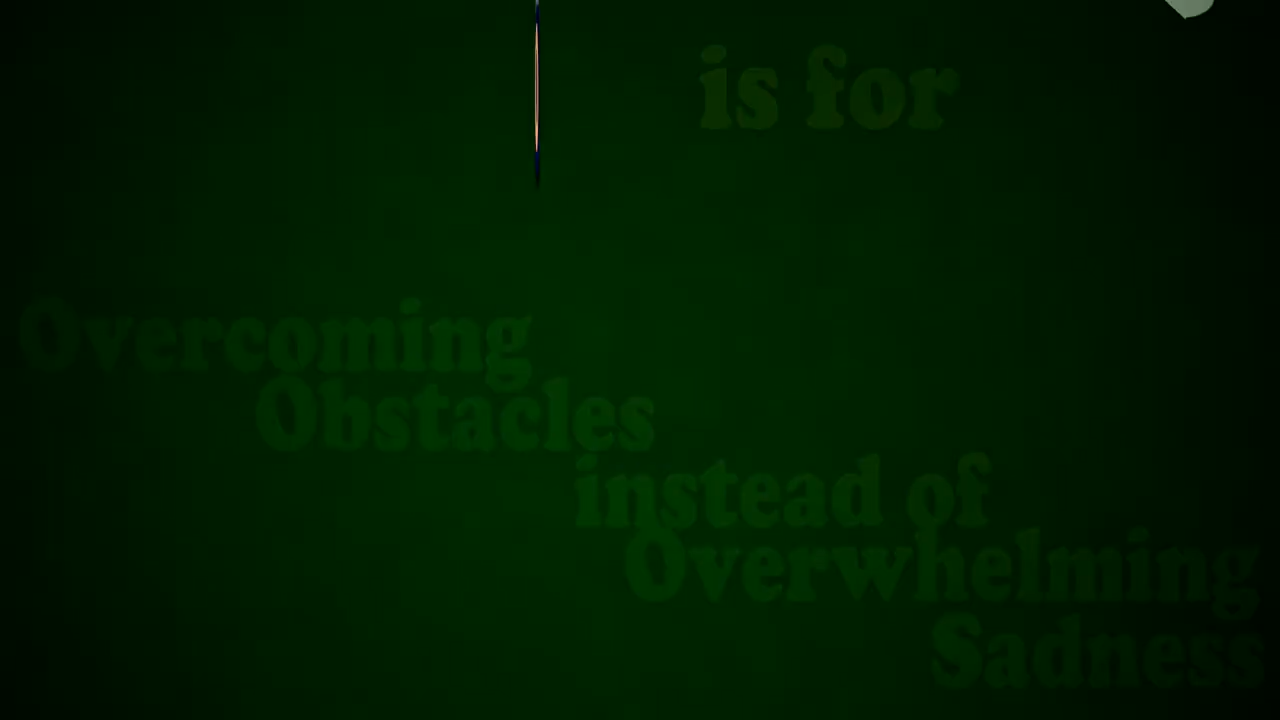 is for
Overcoming
Obstacles
instead of
Overwhelming
Sadness